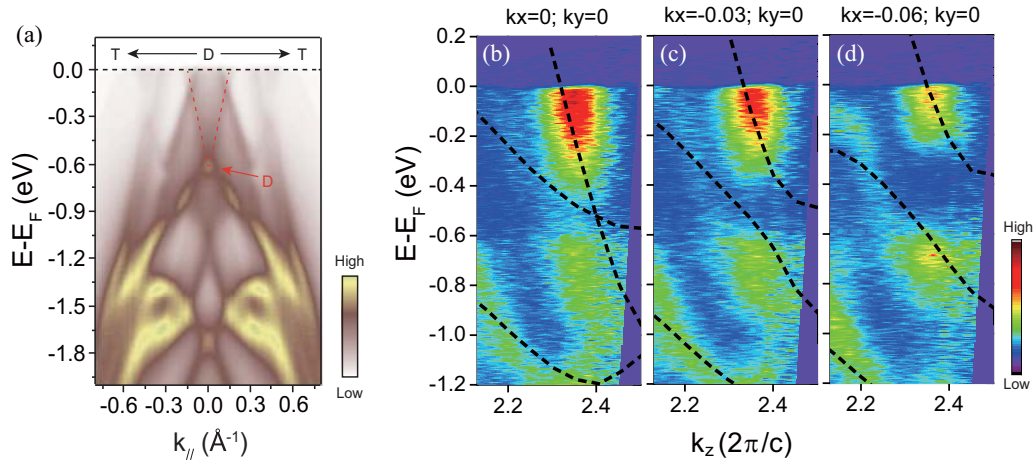 (a)
T D T
0.0
-0.3
-0.6
-0.9
-1.2
-1.5
-1.8
E-E_F (eV)
D
High
Low
-0.6 -0.3 0.0 0.3 0.6
k_// (Å⁻¹)
kx=0; ky=0
kx=-0.03; ky=0
kx=-0.06; ky=0
(b)
(c)
(d)
0.2
0.0
-0.2
-0.4
-0.6
-0.8
-1.0
-1.2
E-E_F (eV)
2.2 2.4
2.2 2.4
2.2 2.4
k_z (2π/c)
High
Low